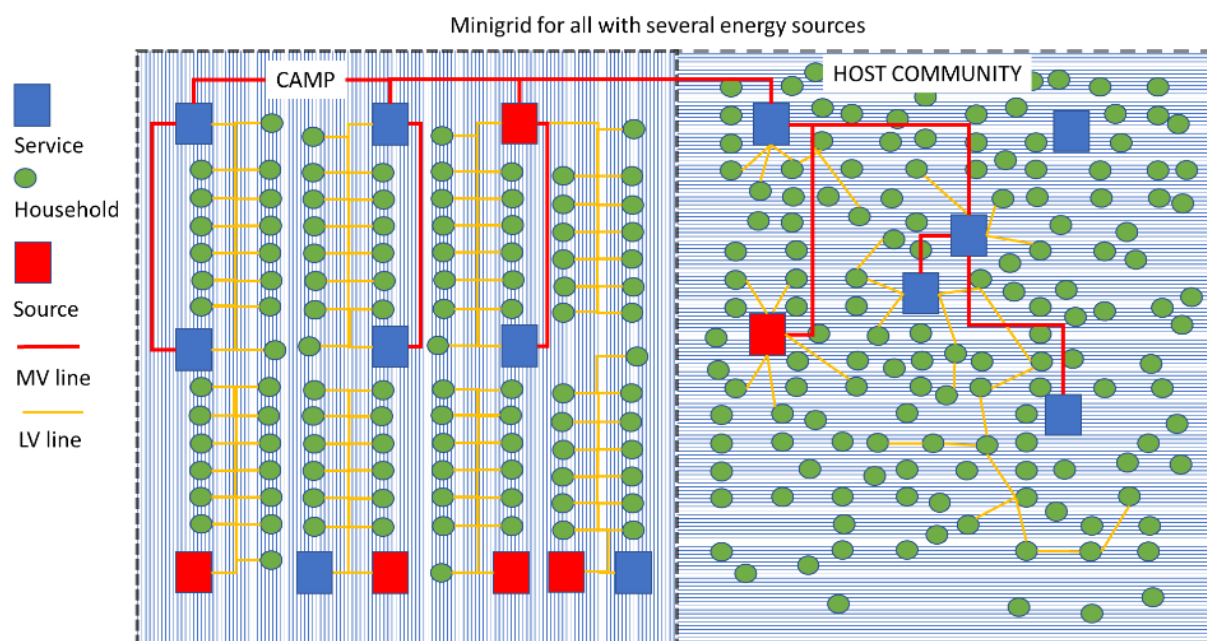 Minigrid for all with several energy sources
CAMP
HOST COMMUNITY
Service
Household
Source
MV line
LV line